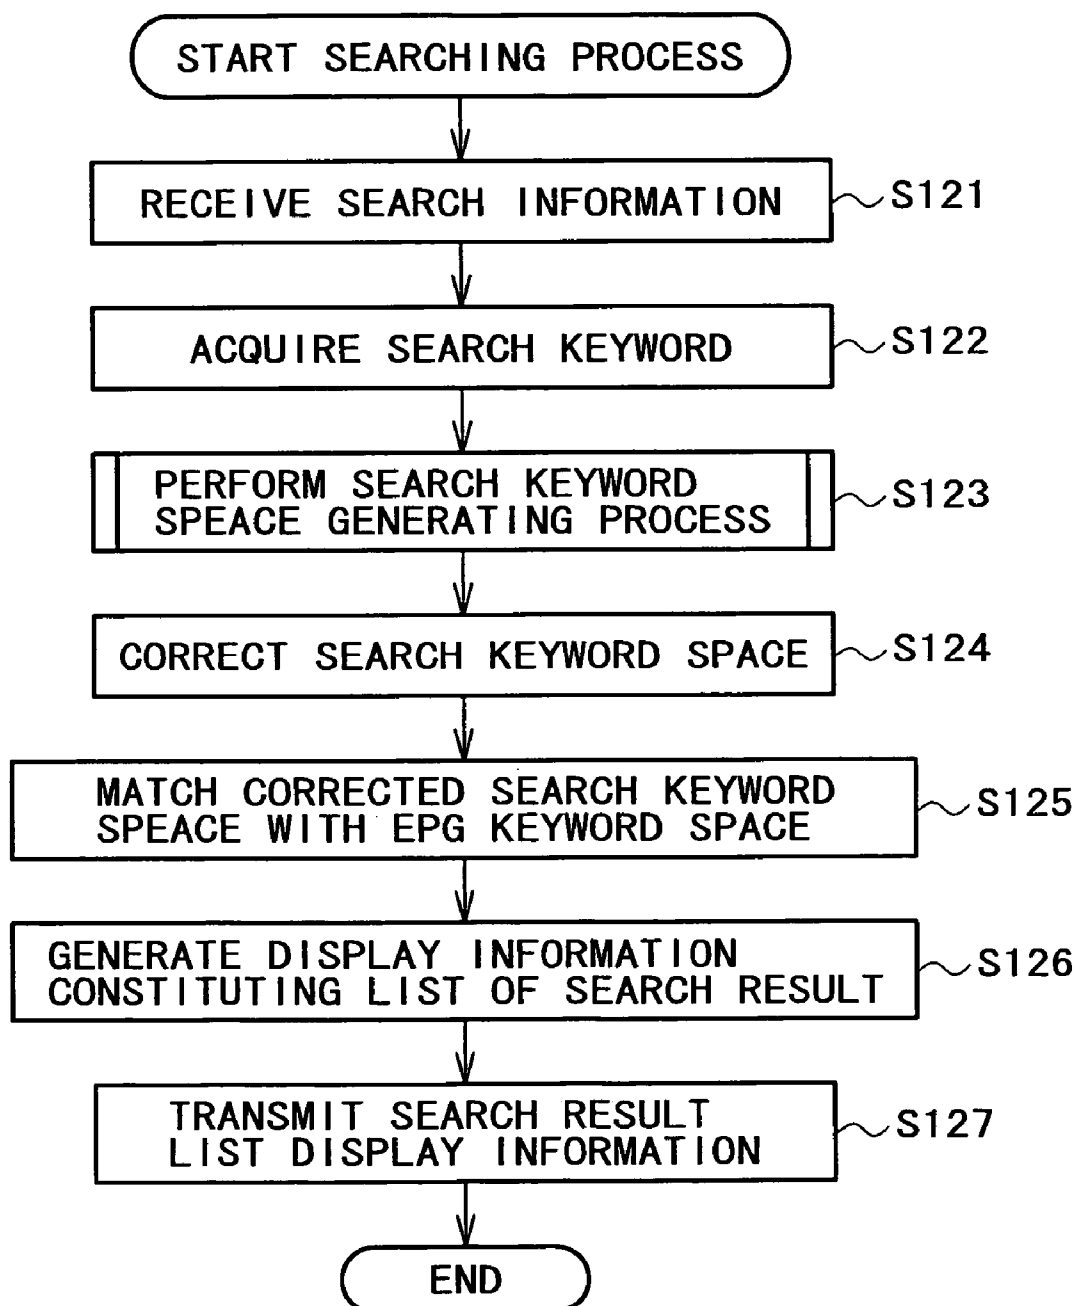 START SEARCHING PROCESS
RECEIVE SEARCH INFORMATION
S121
ACQUIRE SEARCH KEYWORD
S122
PERFORM SEARCH KEYWORD
SPEACE GENERATING PROCESS
S123
CORRECT SEARCH KEYWORD SPACE
S124
MATCH CORRECTED SEARCH KEYWORD
SPEACE WITH EPG KEYWORD SPACE
S125
GENERATE DISPLAY INFORMATION
CONSTITUTING LIST OF SEARCH RESULT
S126
TRANSMIT SEARCH RESULT
LIST DISPLAY INFORMATION
S127
END